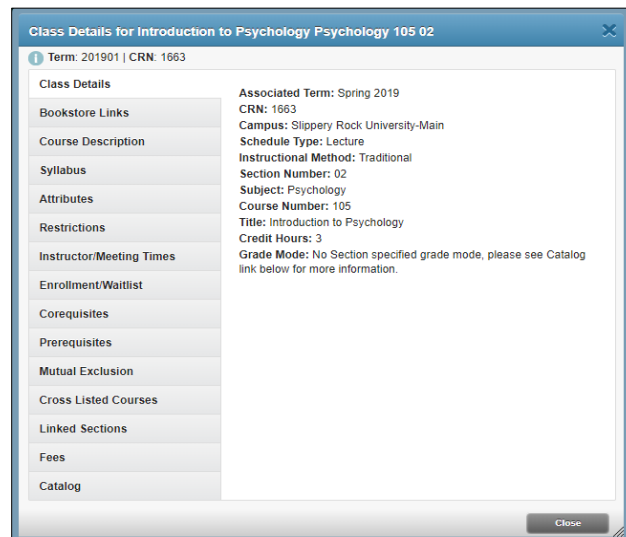 Class Details for Introduction to Psychology Psychology 105 02
Term: 201901 | CRN: 1663
Class Details
Bookstore Links
Course Description
Syllabus
Attributes
Restrictions
Instructor/Meeting Times
Enrollment/Waitlist
Corequisites
Prerequisites
Mutual Exclusion
Cross Listed Courses
Linked Sections
Fees
Catalog
Associated Term: Spring 2019
CRN: 1663
Campus: Slippery Rock University-Main
Schedule Type: Lecture
Instructional Method: Traditional
Section Number: 02
Subject: Psychology
Course Number: 105
Title: Introduction to Psychology
Credit Hours: 3
Grade Mode: No Section specified grade mode, please see Catalog
link below for more information.
Close